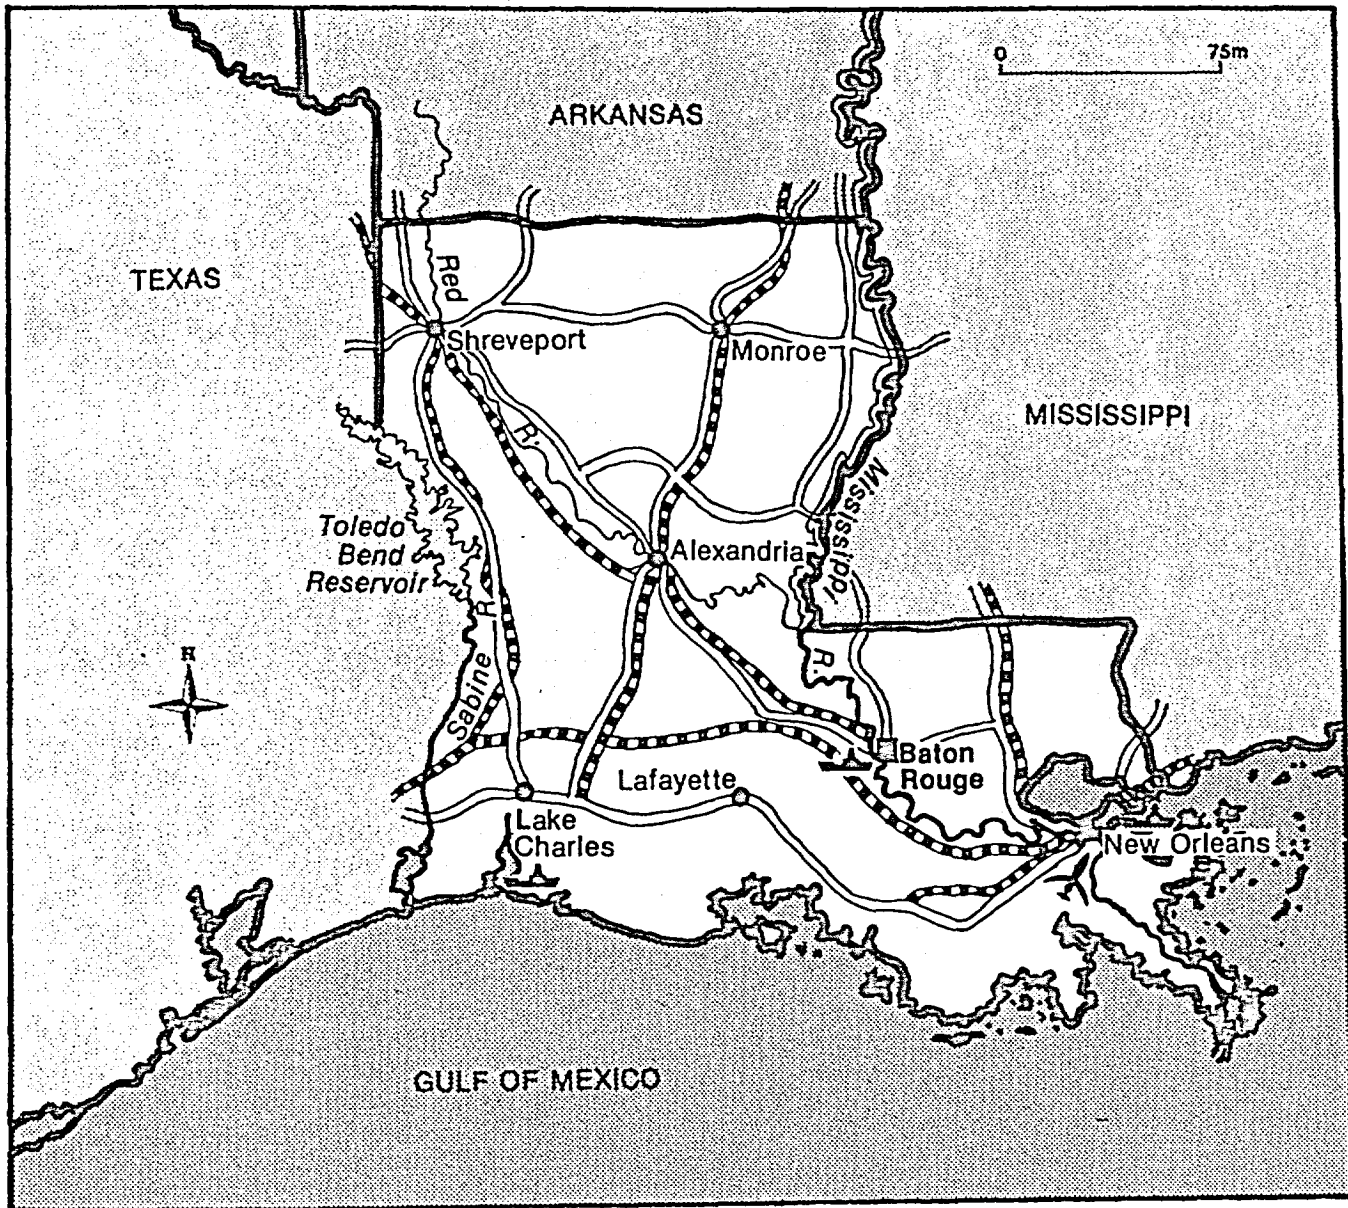 0 75m
ARKANSAS
TEXAS
Red
Shreveport
Monroe
MISSISSIPPI
R.
Mississippi
Toledo
Bend
Reservoir
Alexandria
R.
N
Sabine
R.
Baton
Rouge
Lafayette
Lake
Charles
New Orleans
GULF OF MEXICO